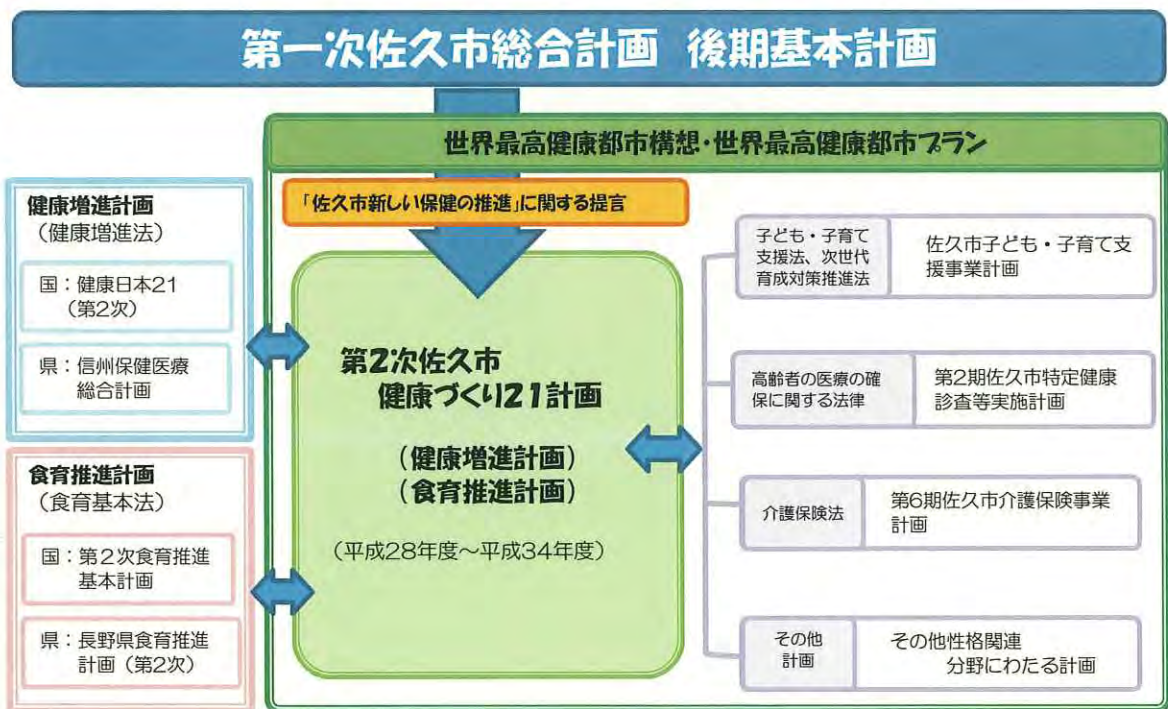 第一次佐久市総合計画 後期基本計画
世界最高健康都市構想・世界最高健康都市プラン
「佐久市新しい保健の推進」に関する提言
健康増進計画
(健康増進法)
国:健康日本21
(第2次)
県:信州保健医療
総合計画
食育推進計画
(食育基本法)
国:第2次食育推進
基本計画
県:長野県食育推進
計画(第2次)
第2次佐久市
健康づくり21計画
(健康増進計画)
(食育推進計画)
(平成28年度~平成34年度)
子ども・子育て
支援法、次世代
育成対策推進法
佐久市子ども・子育て支
援事業計画
高齢者の医療の確
保に関する法律
第2期佐久市特定健康
診査等実施計画
介護保険法
第6期佐久市介護保険事業
計画
その他
計画
その他性格関連
分野にわたる計画